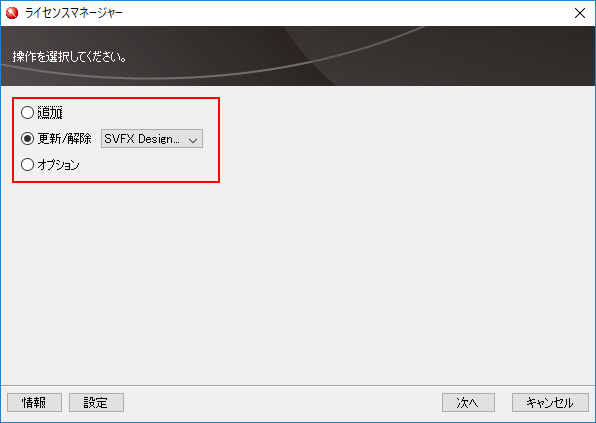 ライセンスマネージャー
操作を選択してください。
追加
更新/解除 SVFX Design...
オプション
情報 設定 次へ キャンセル